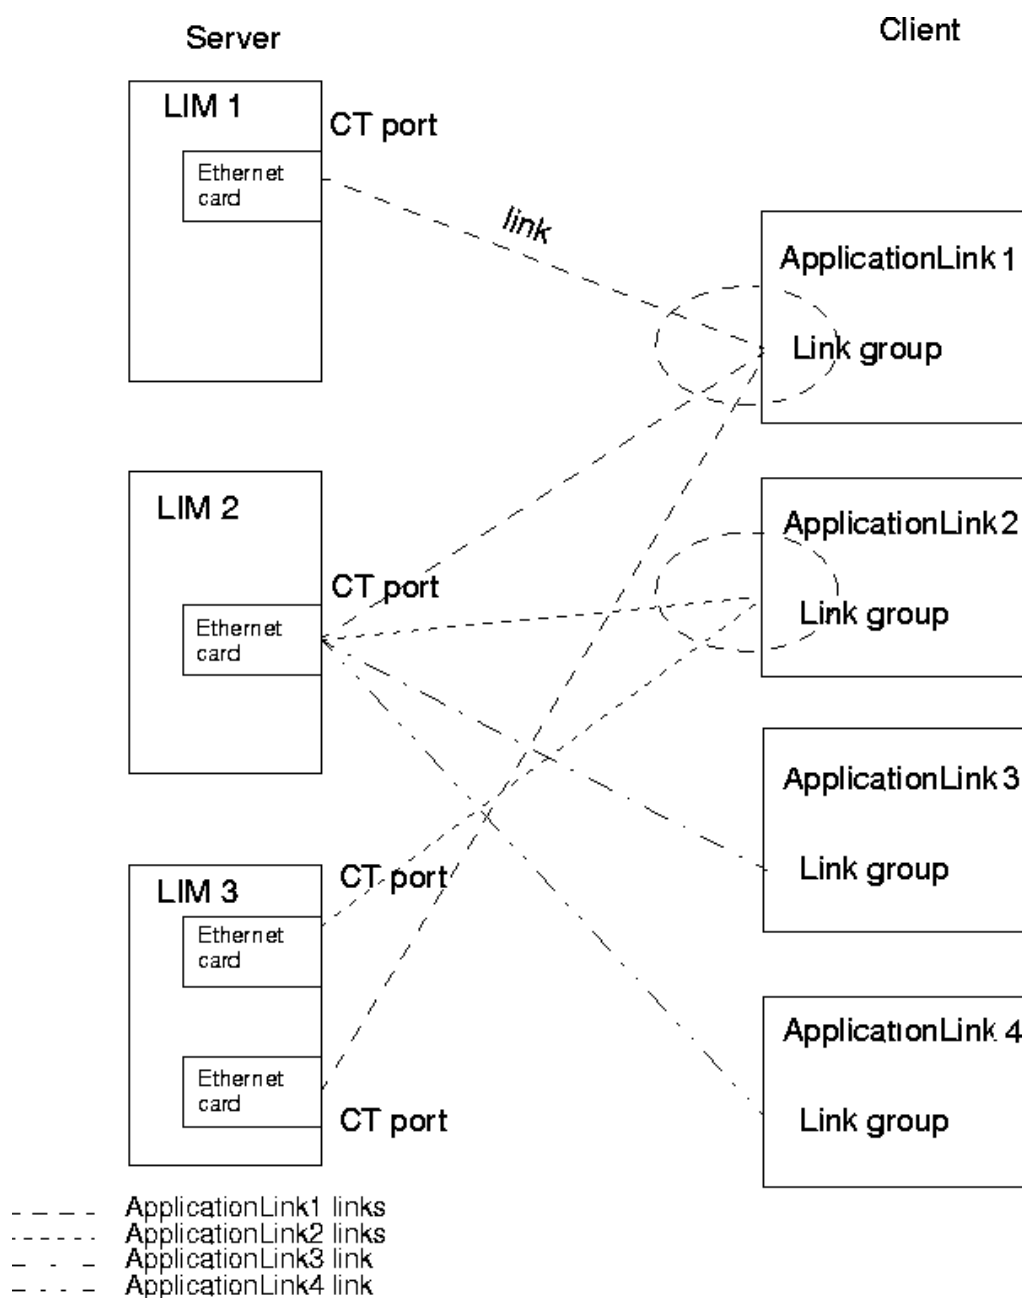 Server
Client
LIM 1
CT port
Ethernet
card
link
ApplicationLink 1
Link group
LIM 2
CT port
Ethernet
card
ApplicationLink 2
Link group
ApplicationLink 3
Link group
LIM 3
CT port
Ethernet
card
Ethernet
card
CT port
ApplicationLink 4
Link group
ApplicationLink1 links
ApplicationLink2 links
ApplicationLink3 link
ApplicationLink4 link